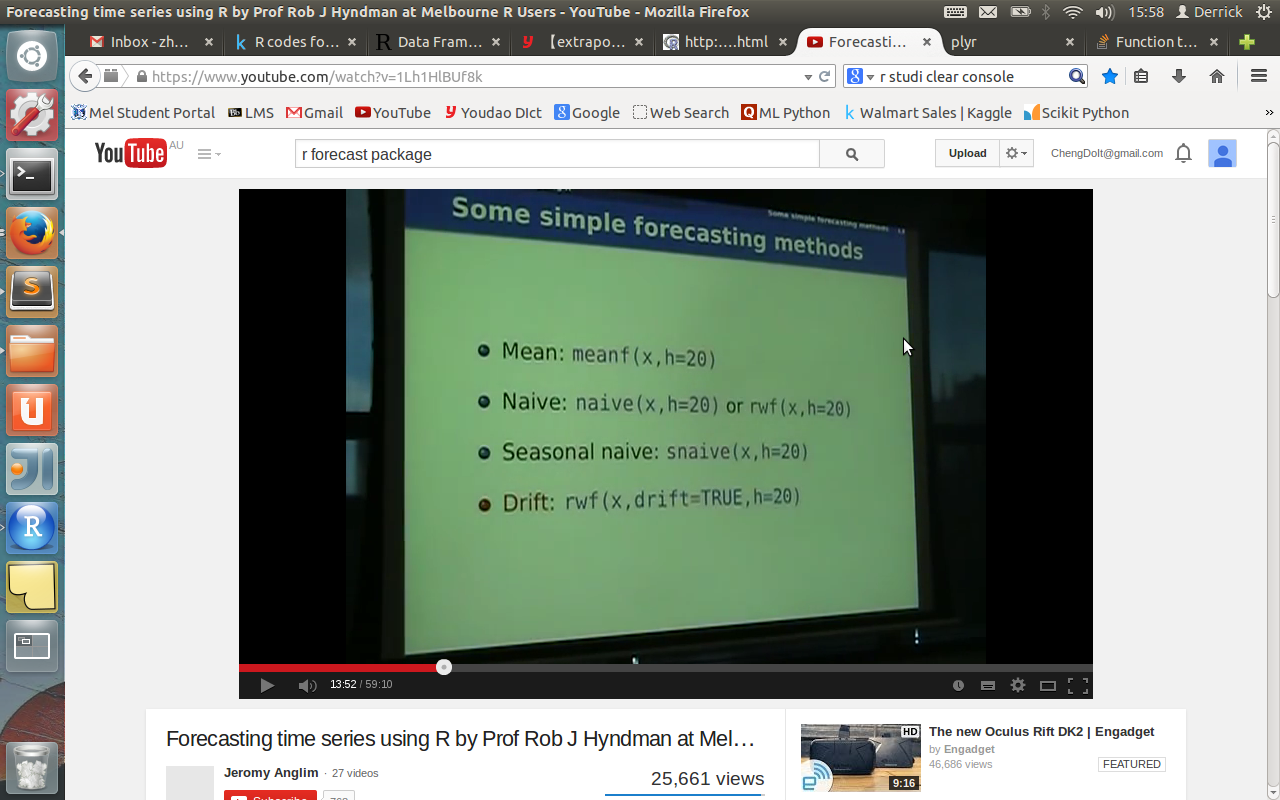 Forecasting time series using R by Prof Rob J Hyndman at Melbourne R Users - YouTube - Mozilla Firefox
15:58 Derrick
Inbox - zh... R codes fo... Data Fram... 【extrapo... http:....html Forecasti... plyr Function t...
https://www.youtube.com/watch?v=1Lh1HlBUf8k r studi clear console
Mel Student Portal LMS Gmail YouTube Youdao DIct Google Web Search ML Python Walmart Sales | Kaggle Scikit Python »
YouTube AU r forecast package Upload ChengDoIt@gmail.com
Some simple forecasting methods
Some simple forecasting methods
Mean: meanf(x,h=20)
Naive: naive(x,h=20) or rwf(x,h=20)
Seasonal naive: snaive(x,h=20)
Drift: rwf(x,drift=TRUE,h=20)
13:52 / 59:10
Forecasting time series using R by Prof Rob J Hyndman at Mel...
Jeromy Anglim · 27 videos
25,661 views
Subscribe
The new Oculus Rift DK2 | Engadget
by Engadget
46,686 views
FEATURED
HD
9:16